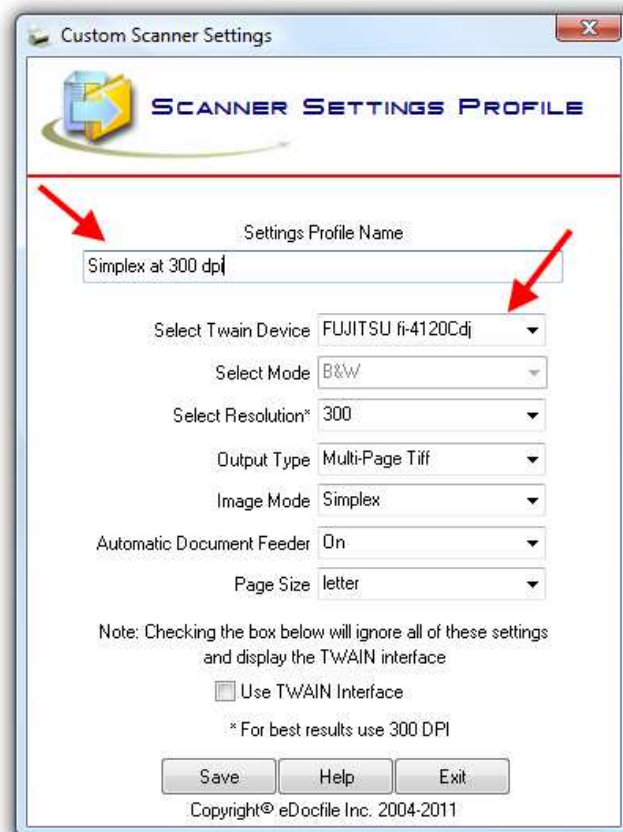 Custom Scanner Settings
SCANNER SETTINGS PROFILE
Settings Profile Name
Simplex at 300 dpi
Select Twain Device FUJITSU fi-4120Cdj
Select Mode B&W
Select Resolution* 300
Output Type Multi-Page Tiff
Image Mode Simplex
Automatic Document Feeder On
Page Size letter
Note: Checking the box below will ignore all of these settings
and display the TWAIN interface
Use TWAIN Interface
* For best results use 300 DPI
Save Help Exit
Copyright© eDocfile Inc. 2004-2011